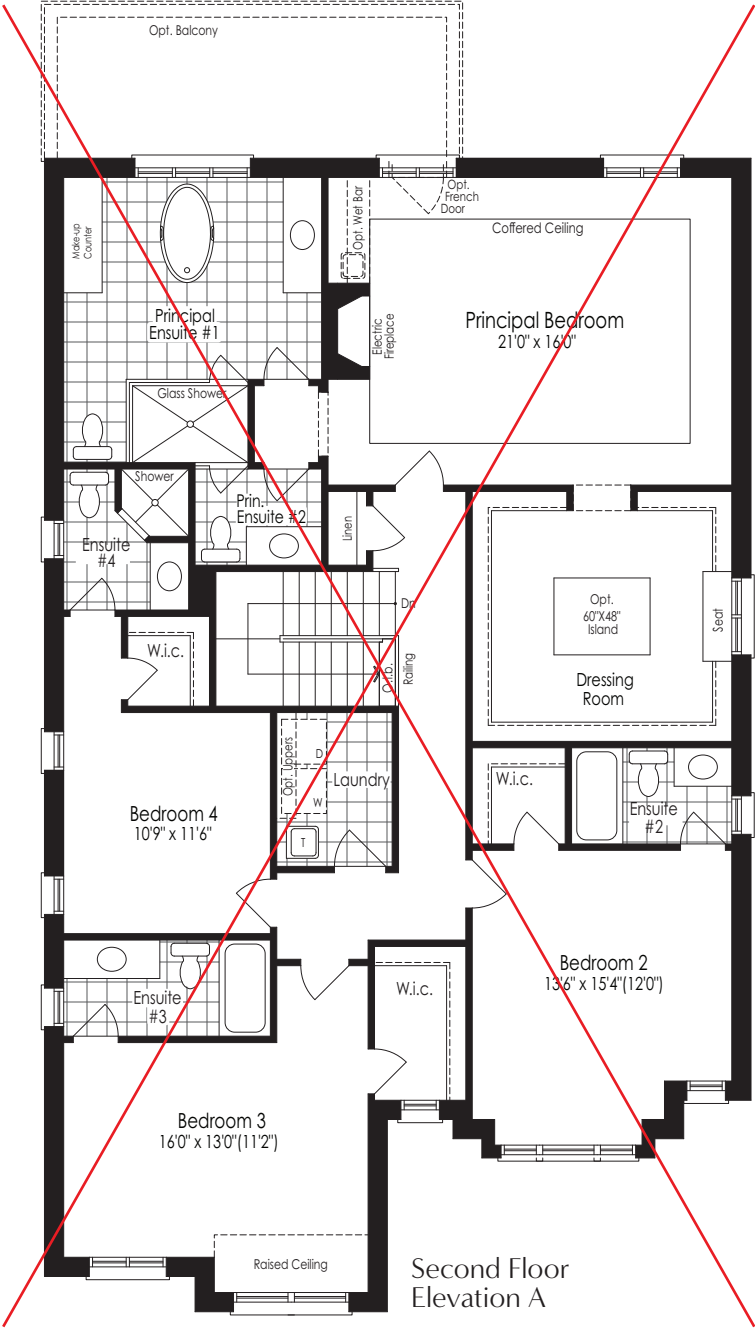 Opt. Balcony
Make-up
Counter
Opt. Wet Bar
Opt.
French
Door
Coffered Ceiling
Principal
Ensuite #1
Electric
Fireplace
Principal Bedroom
21'0" x 16'0"
Glass Shower
Shower
Prin.
Ensuite #2
Linen
Ensuite
#4
Dn
Opt.
60"X48"
Island
Seat
W.i.c.
Railing
Dressing
Room
Opt. Uppers
D
W
Laundry
T
W.i.c.
Bedroom 4
10'9" x 11'6"
Ensuite
#2
Bedroom 2
13'6" x 15'4"(12'0")
W.i.c.
Ensuite
#3
Bedroom 3
16'0" x 13'0"(11'2")
Raised Ceiling
Second Floor
Elevation A